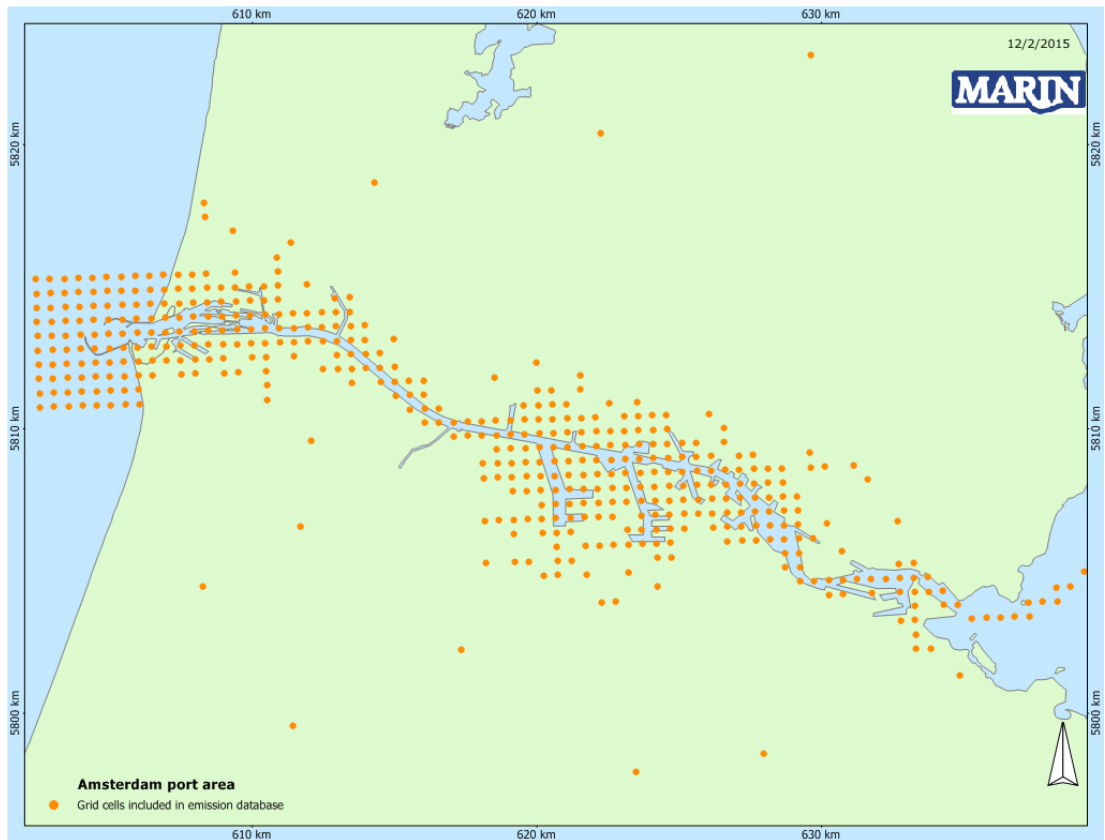 610 km 620 km 630 km
12/2/2015
MARIN
5820 km 5820 km
5810 km 5810 km
5800 km 5800 km
Amsterdam port area
Grid cells included in emission database
610 km 620 km 630 km